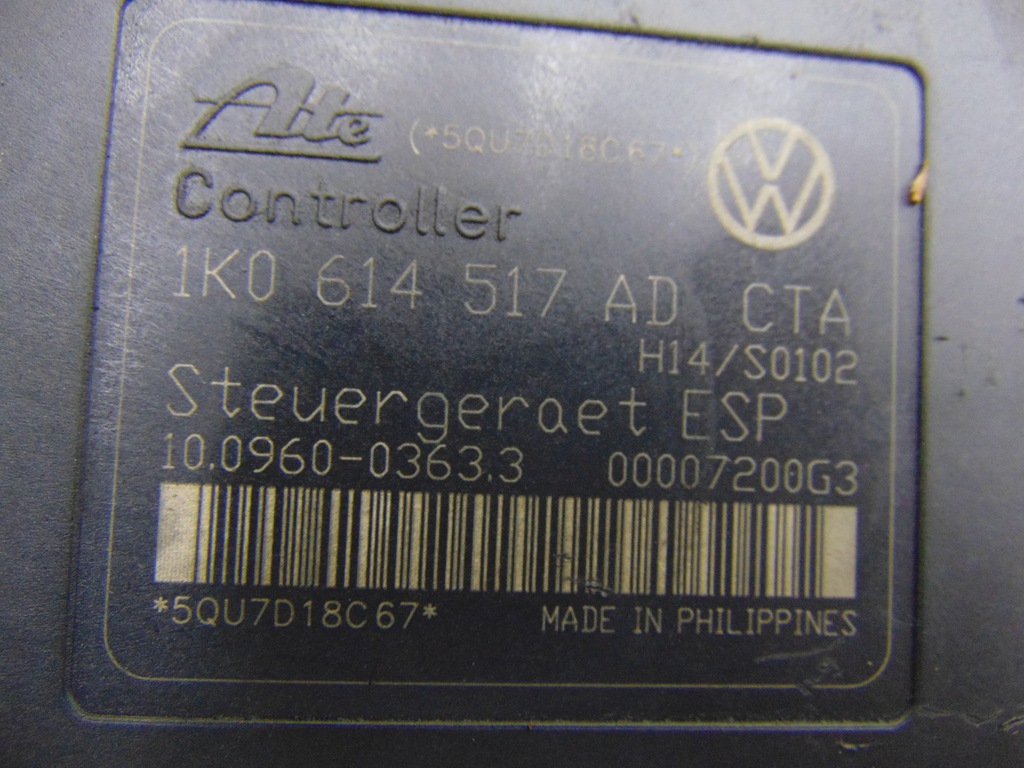 Ate (*5QU7D18C67*)
Controller
1K0 614 517 AD CTA
H14/S0102
Steuergeraet ESP
10.0960-0363.3 00007200G3
*5QU7D18C67* MADE IN PHILIPPINES